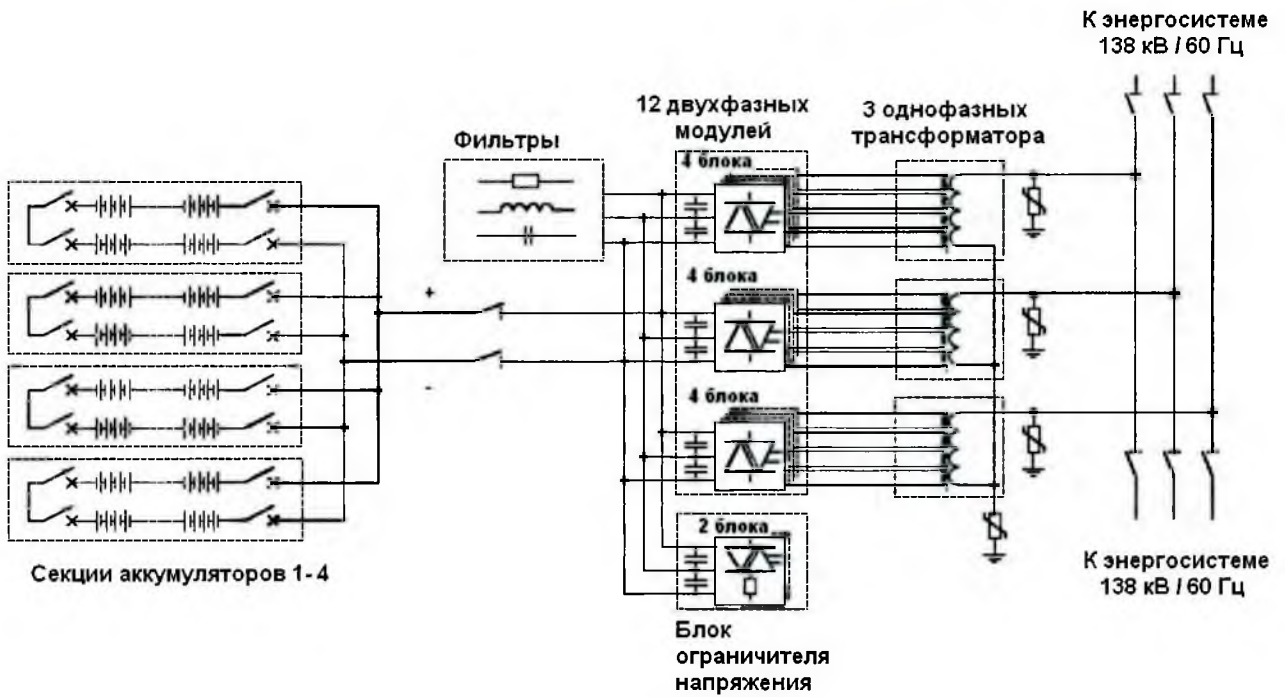 К энергосистеме
138 кВ / 60 Гц
12 двухфазных
модулей
3 однофазных
трансформатора
Фильтры
4 блока
4 блока
4 блока
2 блока
+
-
Секции аккумуляторов 1- 4
К энергосистеме
138 кВ / 60 Гц
Блок
ограничителя
напряжения